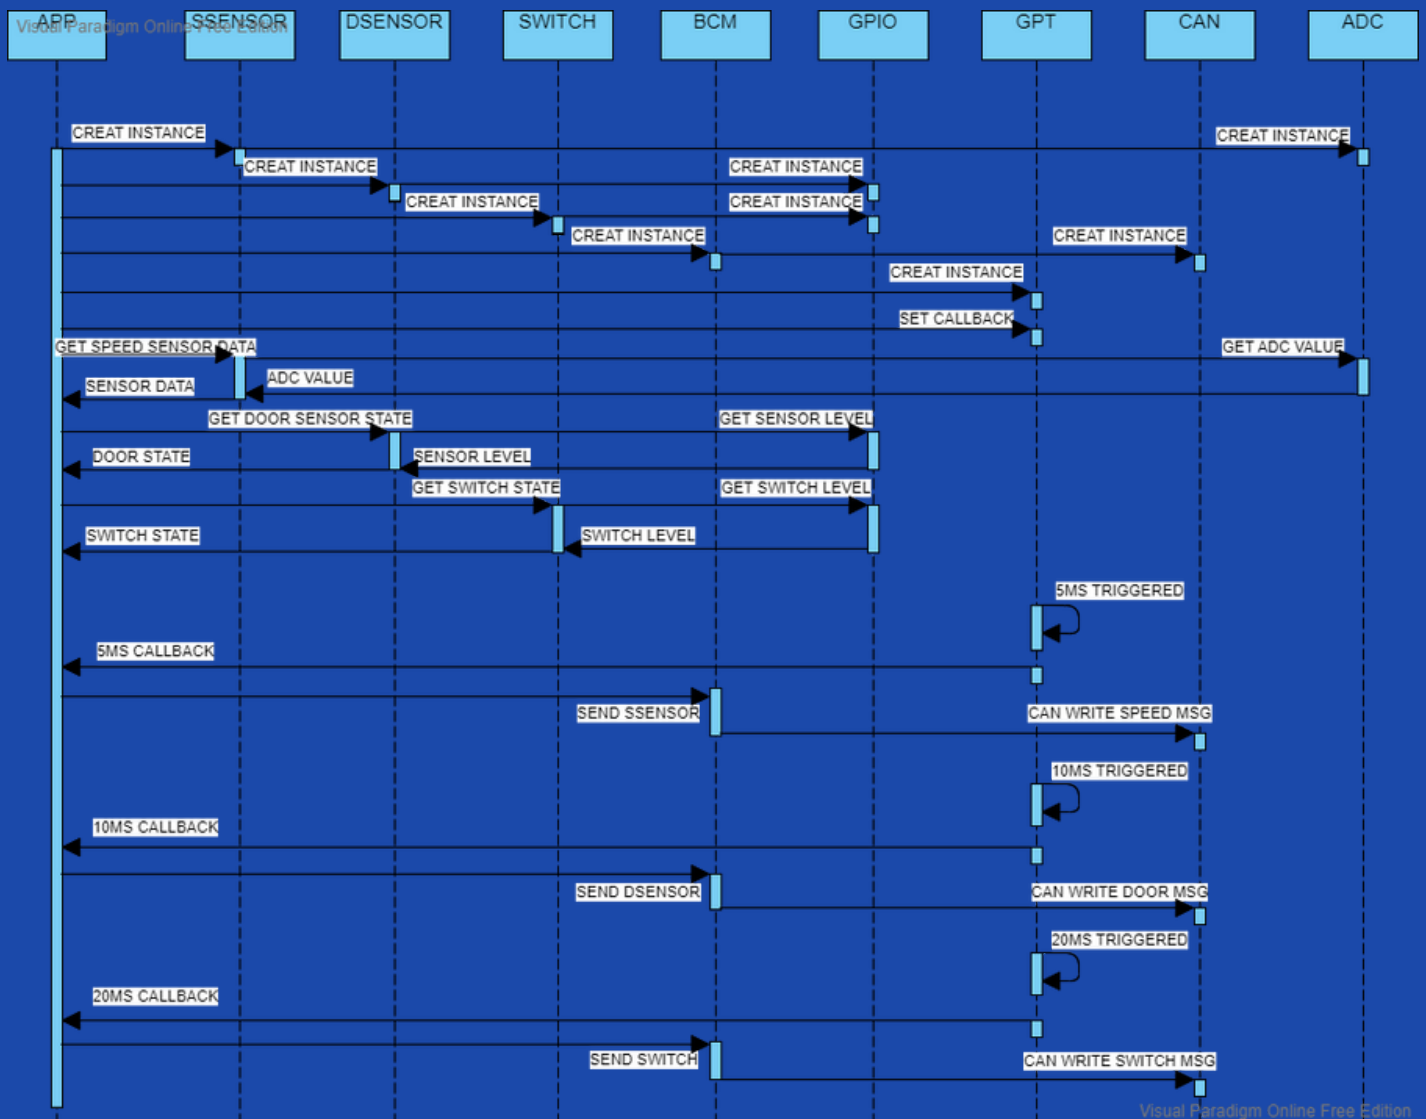 APP
SSENSOR
DSENSOR
SWITCH
BCM
GPIO
GPT
CAN
ADC
Visual Paradigm Online Free Edition
CREAT INSTANCE
CREAT INSTANCE
CREAT INSTANCE
CREAT INSTANCE
CREAT INSTANCE
CREAT INSTANCE
CREAT INSTANCE
CREAT INSTANCE
CREAT INSTANCE
SET CALLBACK
GET SPEED SENSOR DATA
GET ADC VALUE
ADC VALUE
SENSOR DATA
GET DOOR SENSOR STATE
GET SENSOR LEVEL
DOOR STATE
SENSOR LEVEL
GET SWITCH STATE
GET SWITCH LEVEL
SWITCH STATE
SWITCH LEVEL
5MS TRIGGERED
5MS CALLBACK
SEND SSENSOR
CAN WRITE SPEED MSG
10MS TRIGGERED
10MS CALLBACK
SEND DSENSOR
CAN WRITE DOOR MSG
20MS TRIGGERED
20MS CALLBACK
SEND SWITCH
CAN WRITE SWITCH MSG
Visual Paradigm Online Free Edition